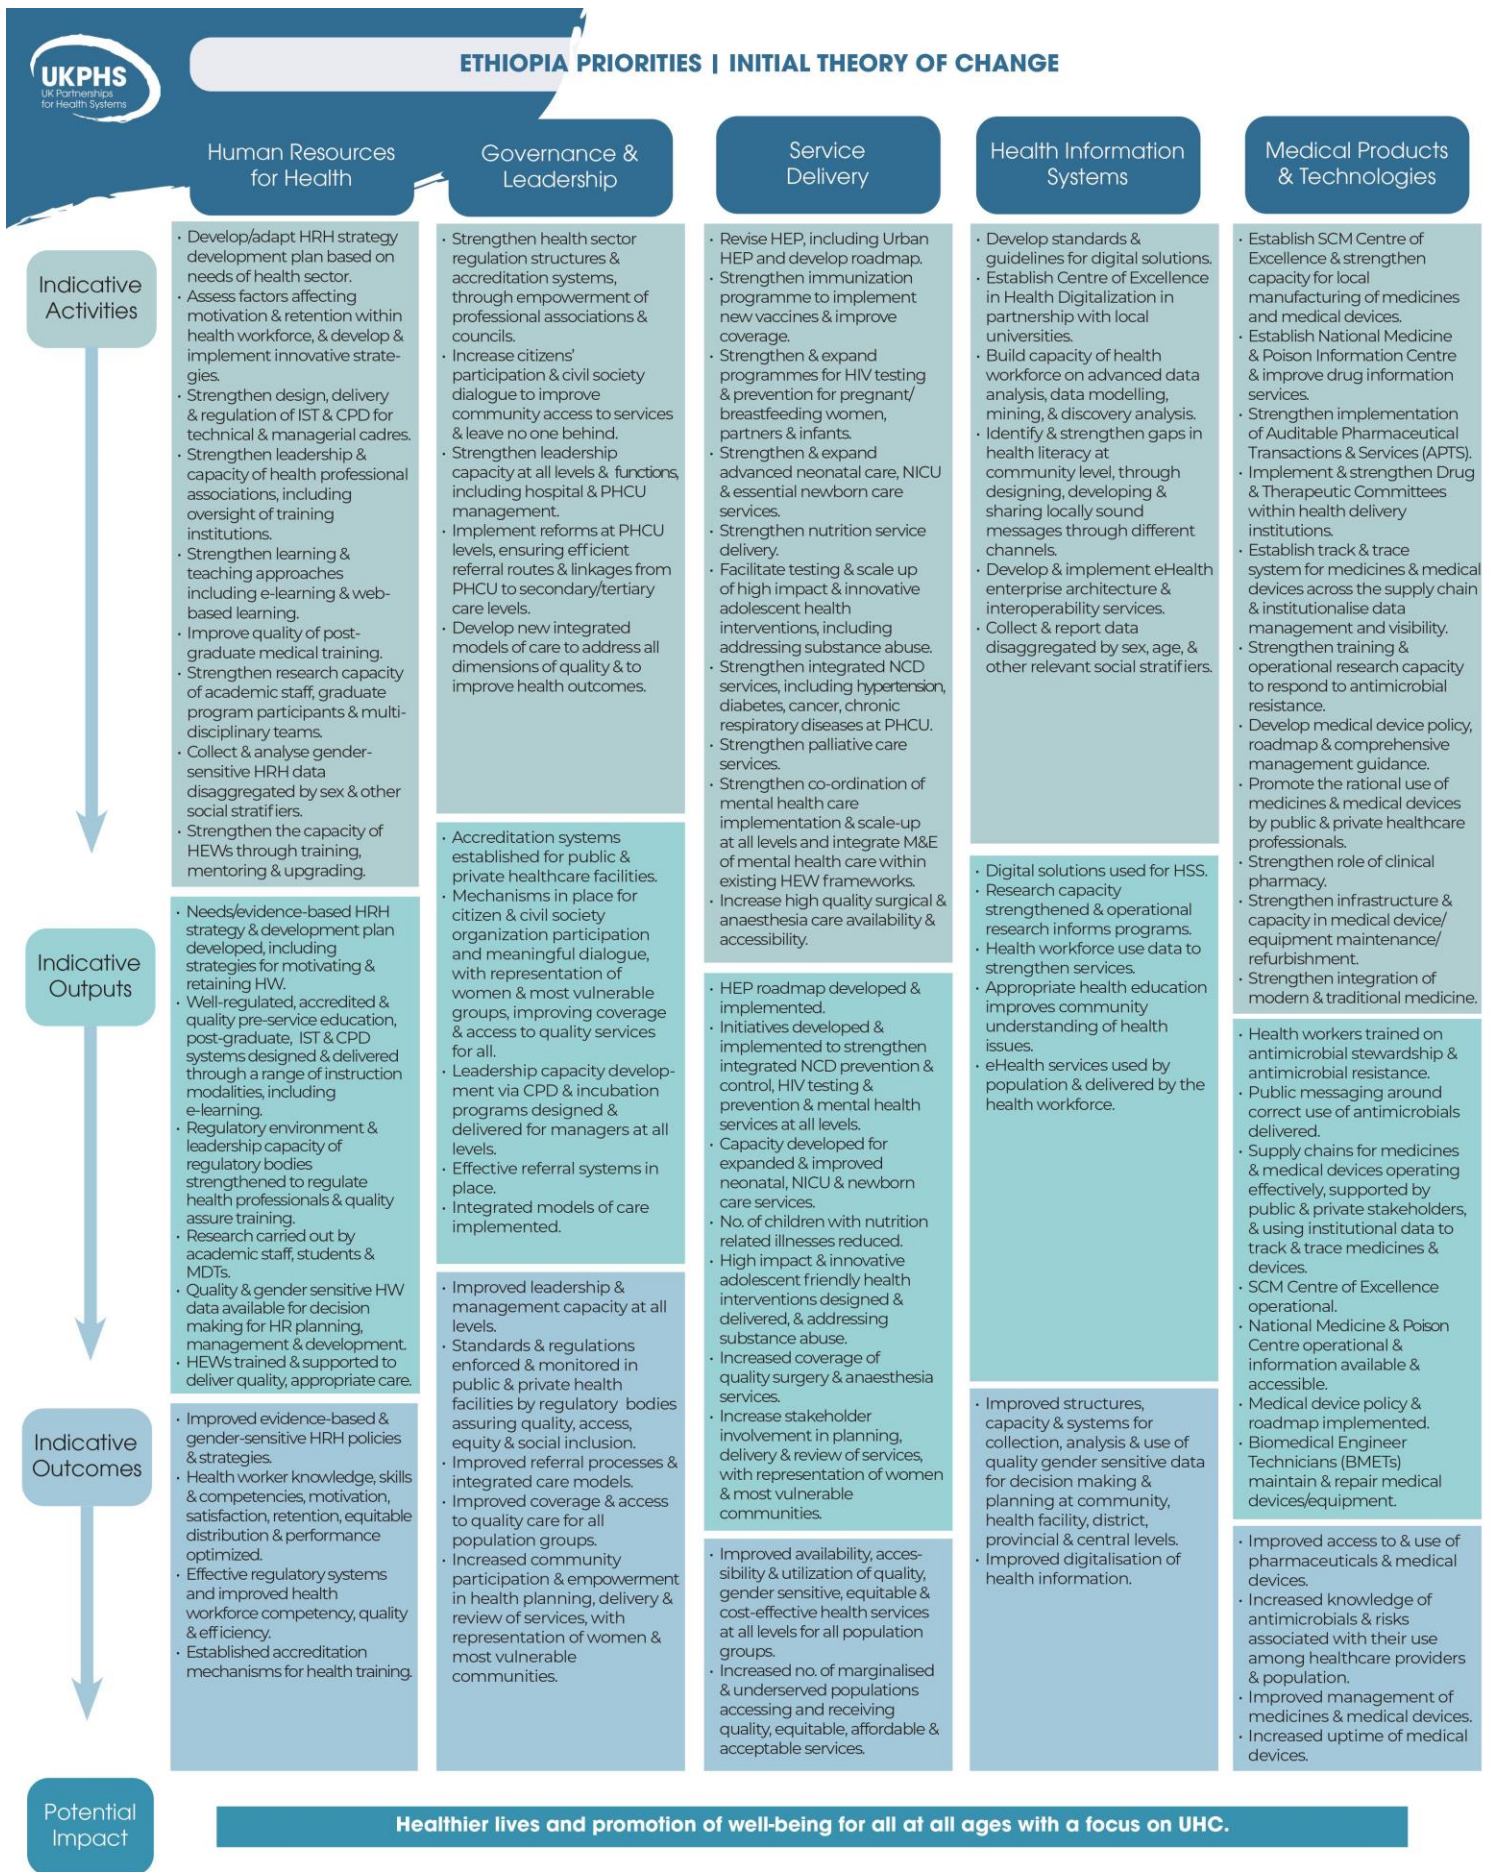 UKPHS
UK Partnerships
for Health Systems
ETHIOPIA PRIORITIES | INITIAL THEORY OF CHANGE
Human Resources
for Health
Governance &
Leadership
Service
Delivery
Health Information
Systems
Medical Products
& Technologies
Indicative
Activities
· Develop/adapt HRH strategy
development plan based on
needs of health sector.
· Assess factors affecting
motivation & retention within
health workforce, & develop &
implement innovative strate-
gies.
· Strengthen design, delivery
& regulation of IST & CPD for
technical & managerial cadres.
· Strengthen leadership &
capacity of health professional
associations, including
oversight of training
institutions.
· Strengthen learning &
teaching approaches
including e-learning & web-
based learning.
· Improve quality of post-
graduate medical training.
· Strengthen research capacity
of academic staff, graduate
program participants & multi-
disciplinary teams.
· Collect & analyse gender-
sensitive HRH data
disaggregated by sex & other
social stratifiers.
· Strengthen the capacity of
HEWs through training,
mentoring & upgrading.
· Strengthen health sector
regulation structures &
accreditation systems,
through empowerment of
professional associations &
councils.
· Increase citizens'
participation & civil society
dialogue to improve
community access to services
& leave no one behind.
· Strengthen leadership
capacity at all levels & functions,
including hospital & PHCU
management.
· Implement reforms at PHCU
levels, ensuring efficient
referral routes & linkages from
PHCU to secondary/tertiary
care levels.
· Develop new integrated
models of care to address all
dimensions of quality & to
improve health outcomes.
· Revise HEP, including Urban
HEP and develop roadmap.
· Strengthen immunization
programme to implement
new vaccines & improve
coverage.
· Strengthen & expand
programmes for HIV testing
& prevention for pregnant/
breastfeeding women,
partners & infants.
· Strengthen & expand
advanced neonatal care, NICU
& essential newborn care
services.
· Strengthen nutrition service
delivery.
· Facilitate testing & scale up
of high impact & innovative
adolescent health
interventions, including
addressing substance abuse.
· Strengthen integrated NCD
services, including hypertension,
diabetes, cancer, chronic
respiratory diseases at PHCU.
· Strengthen palliative care
services.
· Strengthen co-ordination of
mental health care
implementation & scale-up
at all levels and integrate M&E
of mental health care within
existing HEW frameworks.
· Increase high quality surgical &
anaesthesia care availability &
accessibility.
· Develop standards &
guidelines for digital solutions.
· Establish Centre of Excellence
in Health Digitalization in
partnership with local
universities.
· Build capacity of health
workforce on advanced data
analysis, data modelling,
mining, & discovery analysis.
· Identify & strengthen gaps in
health literacy at
community level, through
designing, developing &
sharing locally sound
messages through different
channels.
· Develop & implement eHealth
enterprise architecture &
interoperability services.
· Collect & report data
disaggregated by sex, age, &
other relevant social stratifiers.
· Establish SCM Centre of
Excellence & strengthen
capacity for local
manufacturing of medicines
and medical devices.
· Establish National Medicine
& Poison Information Centre
& improve drug information
services.
· Strengthen implementation
of Auditable Pharmaceutical
Transactions & Services (APTS).
· Implement & strengthen Drug
& Therapeutic Committees
within health delivery
institutions.
· Establish track & trace
system for medicines & medical
devices across the supply chain
& institutionalise data
management and visibility.
· Strengthen training &
operational research capacity
to respond to antimicrobial
resistance.
· Develop medical device policy,
roadmap & comprehensive
management guidance.
· Promote the rational use of
medicines & medical devices
by public & private healthcare
professionals.
· Strengthen role of clinical
pharmacy.
· Strengthen infrastructure &
capacity in medical device/
equipment maintenance/
refurbishment.
· Strengthen integration of
modern & traditional medicine.
Indicative
Outputs
· Needs/evidence-based HRH
strategy & development plan
developed, including
strategies for motivating &
retaining HW.
· Well-regulated, accredited &
quality pre-service education,
post-graduate, IST & CPD
systems designed & delivered
through a range of instruction
modalities, including
e-learning.
· Regulatory environment &
leadership capacity of
regulatory bodies
strengthened to regulate
health professionals & quality
assure training.
· Research carried out by
academic staff, students &
MDTs.
· Quality & gender sensitive HW
data available for decision
making for HR planning,
management & development.
· HEWs trained & supported to
deliver quality, appropriate care.
· Accreditation systems
established for public &
private healthcare facilities.
· Mechanisms in place for
citizen & civil society
organization participation
and meaningful dialogue,
with representation of
women & most vulnerable
groups, improving coverage
& access to quality services
for all.
· Leadership capacity develop-
ment via CPD & incubation
programs designed &
delivered for managers at all
levels.
· Effective referral systems in
place.
· Integrated models of care
implemented.
· HEP roadmap developed &
implemented.
· Initiatives developed &
implemented to strengthen
integrated NCD prevention &
control, HIV testing &
prevention & mental health
services at all levels.
· Capacity developed for
expanded & improved
neonatal, NICU & newborn
care services.
· No. of children with nutrition
related illnesses reduced.
· High impact & innovative
adolescent friendly health
interventions designed &
delivered, & addressing
substance abuse.
· Increased coverage of
quality surgery & anaesthesia
services.
· Increase stakeholder
involvement in planning,
delivery & review of services,
with representation of women
& most vulnerable
communities.
· Digital solutions used for HSS.
· Research capacity
strengthened & operational
research informs programs.
· Health workforce use data to
strengthen services.
· Appropriate health education
improves community
understanding of health
issues.
· eHealth services used by
population & delivered by the
health workforce.
· Health workers trained on
antimicrobial stewardship &
antimicrobial resistance.
· Public messaging around
correct use of antimicrobials
delivered.
· Supply chains for medicines
& medical devices operating
effectively, supported by
public & private stakeholders,
& using institutional data to
track & trace medicines &
devices.
· SCM Centre of Excellence
operational.
· National Medicine & Poison
Centre operational &
information available &
accessible.
· Medical device policy &
roadmap implemented.
· Biomedical Engineer
Technicians (BMETs)
maintain & repair medical
devices/equipment.
Indicative
Outcomes
· Improved evidence-based &
gender-sensitive HRH policies
& strategies.
· Health worker knowledge, skills
& competencies, motivation,
satisfaction, retention, equitable
distribution & performance
optimized.
· Effective regulatory systems
and improved health
workforce competency, quality
& efficiency.
· Established accreditation
mechanisms for health training.
· Improved leadership &
management capacity at all
levels.
· Standards & regulations
enforced & monitored in
public & private health
facilities by regulatory bodies
assuring quality, access,
equity & social inclusion.
· Improved referral processes &
integrated care models.
· Improved coverage & access
to quality care for all
population groups.
· Increased community
participation & empowerment
in health planning, delivery &
review of services, with
representation of women &
most vulnerable
communities.
· Improved availability, acces-
sibility & utilization of quality,
gender sensitive, equitable &
cost-effective health services
at all levels for all population
groups.
· Increased no. of marginalised
& underserved populations
accessing and receiving
quality, equitable, affordable &
acceptable services.
· Improved structures,
capacity & systems for
collection, analysis & use of
quality gender sensitive data
for decision making &
planning at community,
health facility, district,
provincial & central levels.
· Improved digitalisation of
health information.
· Improved access to & use of
pharmaceuticals & medical
devices.
· Increased knowledge of
antimicrobials & risks
associated with their use
among healthcare providers
& population.
· Improved management of
medicines & medical devices.
· Increased uptime of medical
devices.
Potential
Impact
Healthier lives and promotion of well-being for all at all ages with a focus on UHC.